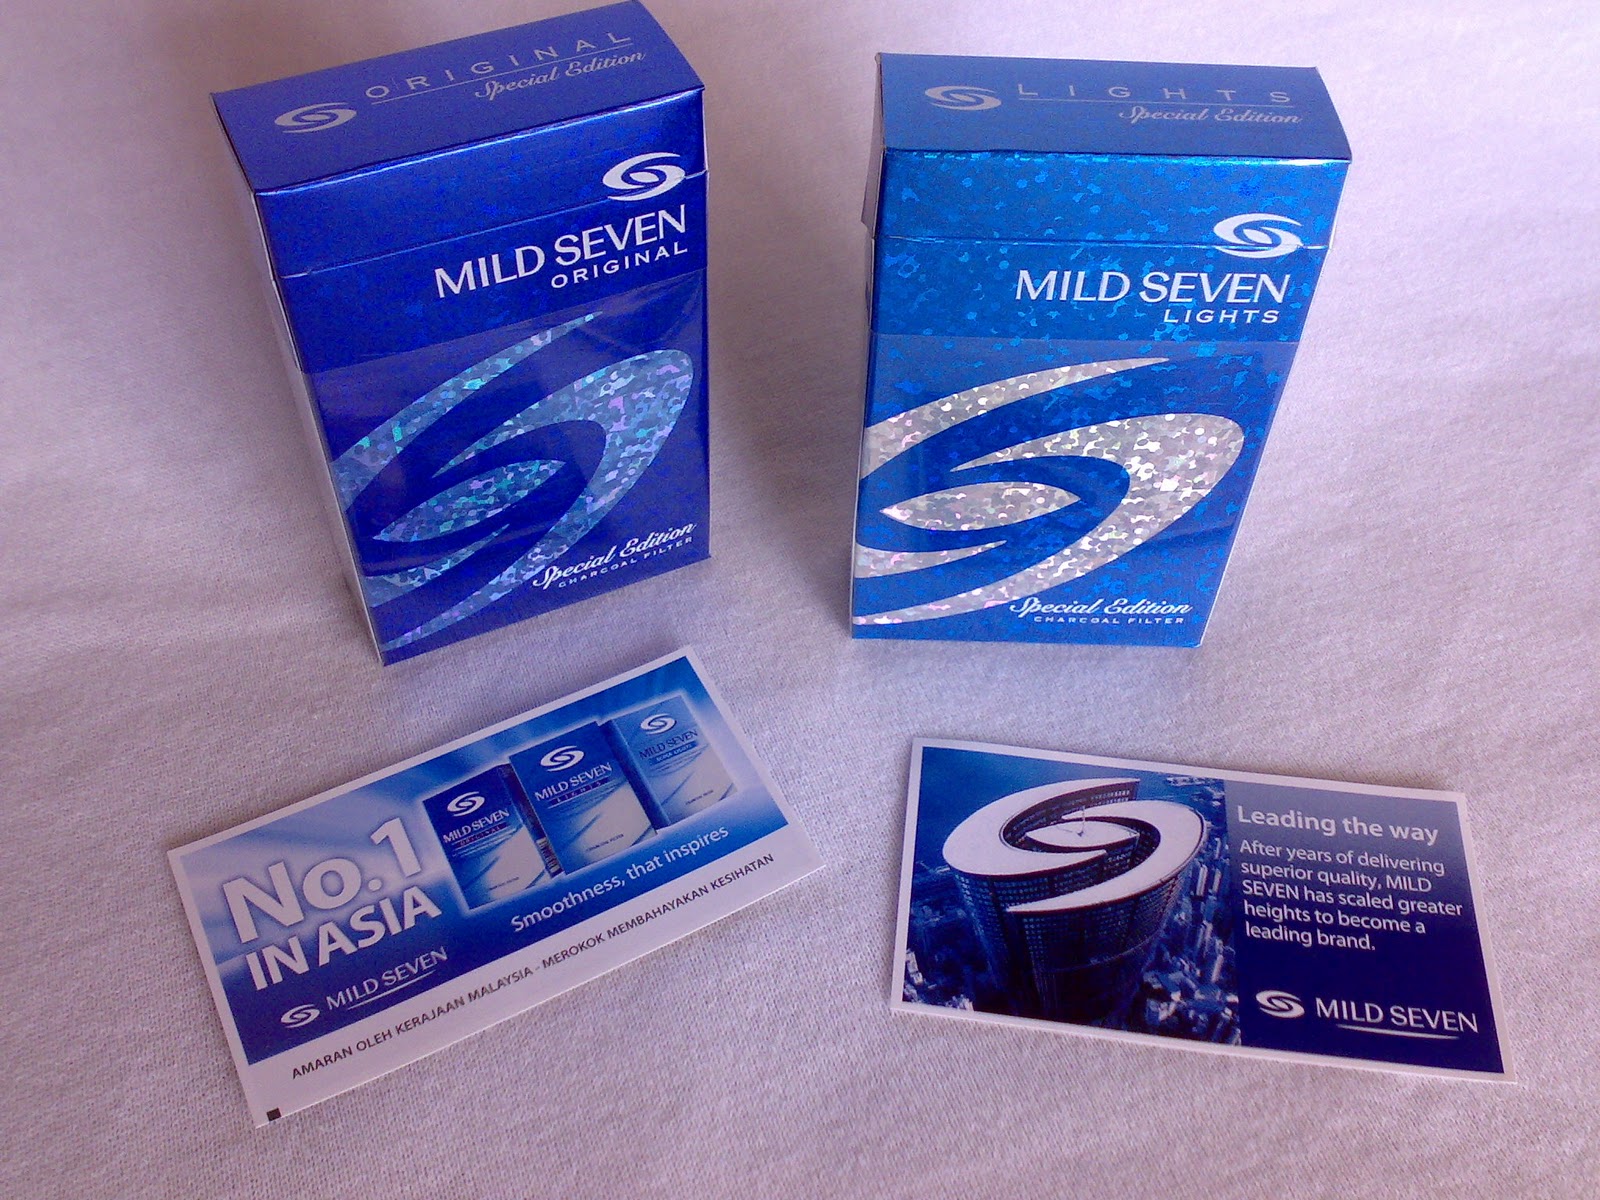 ORIGINAL
Special Edition
MILD SEVEN
ORIGINAL
Special Edition
CHARCOAL FILTER
LIGHTS
Special Edition
MILD SEVEN
LIGHTS
Special Edition
CHARCOAL FILTER
No.1
IN ASIA
MILD SEVEN
MILD SEVEN
ORIGINAL
MILD SEVEN
LIGHTS
MILD SEVEN
Smoothness, that inspires
AMARAN OLEH KERAJAAN MALAYSIA - MEROKOK MEMBAHAYAKAN KESIHATAN
Leading the way
After years of delivering
superior quality, MILD
SEVEN has scaled greater
heights to become a
leading brand.
MILD SEVEN